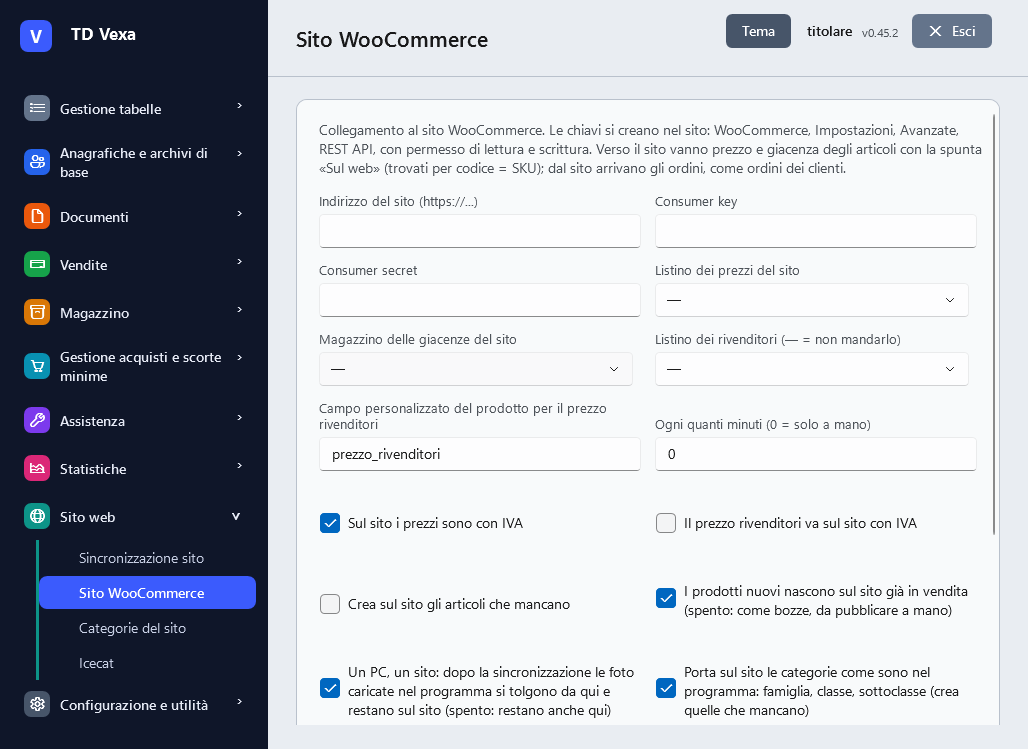 V
TD Vexa
Gestione tabelle
Anagrafiche e archivi di
base
Documenti
Vendite
Magazzino
Gestione acquisti e scorte
minime
Assistenza
Statistiche
Sito web
Sincronizzazione sito
Sito WooCommerce
Categorie del sito
Icecat
Configurazione e utilità
Sito WooCommerce
Tema
titolare
v0.45.2
Esci
Collegamento al sito WooCommerce. Le chiavi si creano nel sito: WooCommerce, Impostazioni, Avanzate,
REST API, con permesso di lettura e scrittura. Verso il sito vanno prezzo e giacenza degli articoli con la spunta
«Sul web» (trovati per codice = SKU); dal sito arrivano gli ordini, come ordini dei clienti.
Indirizzo del sito (https://...)
Consumer key
Consumer secret
Listino dei prezzi del sito
—
Magazzino delle giacenze del sito
—
Listino dei rivenditori (— = non mandarlo)
—
Campo personalizzato del prodotto per il prezzo
rivenditori
prezzo_rivenditori
Ogni quanti minuti (0 = solo a mano)
0
Sul sito i prezzi sono con IVA
Il prezzo rivenditori va sul sito con IVA
Crea sul sito gli articoli che mancano
I prodotti nuovi nascono sul sito già in vendita
(spento: come bozze, da pubblicare a mano)
Un PC, un sito: dopo la sincronizzazione le foto
caricate nel programma si tolgono da qui e
restano sul sito (spento: restano anche qui)
Porta sul sito le categorie come sono nel
programma: famiglia, classe, sottoclasse (crea
quelle che mancano)